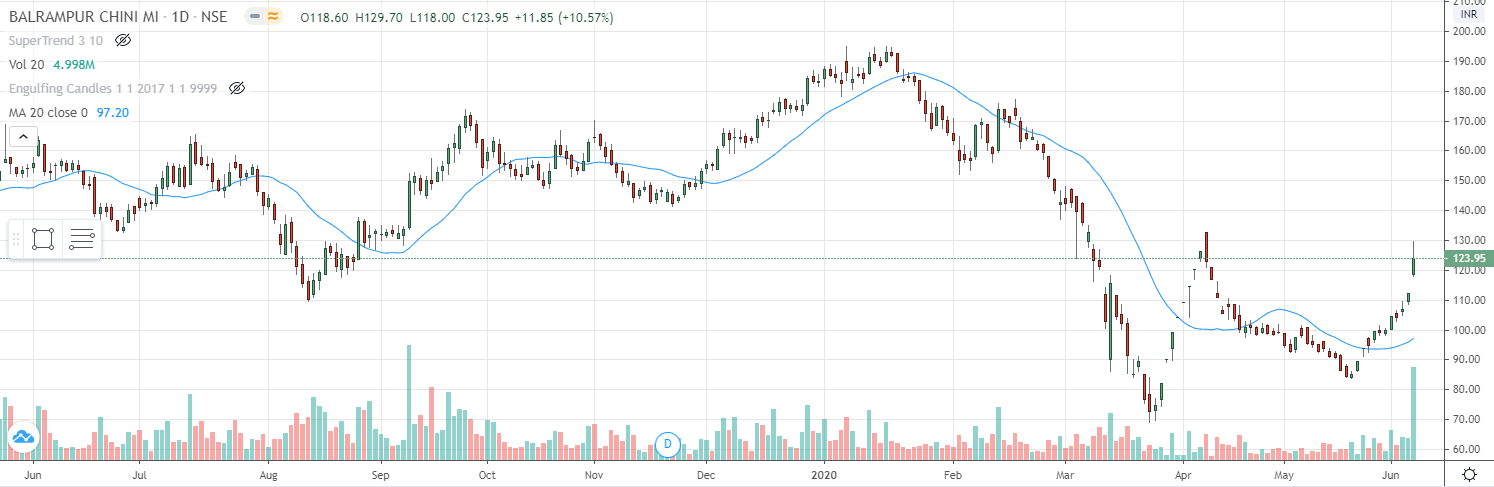 BALRAMPUR CHINI MI · 1D · NSE O118.60 H129.70 L118.00 C123.95 +11.85 (+10.57%)
SuperTrend 3 10
Vol 20 4.998M
Engulfing Candles 1 1 2017 1 1 9999
MA 20 close 0 97.20
210.00
INR
200.00
190.00
180.00
170.00
160.00
150.00
140.00
130.00
123.95
120.00
110.00
100.00
90.00
80.00
70.00
60.00
D
Jun Jul Aug Sep Oct Nov Dec 2020 Feb Mar Apr May Jun